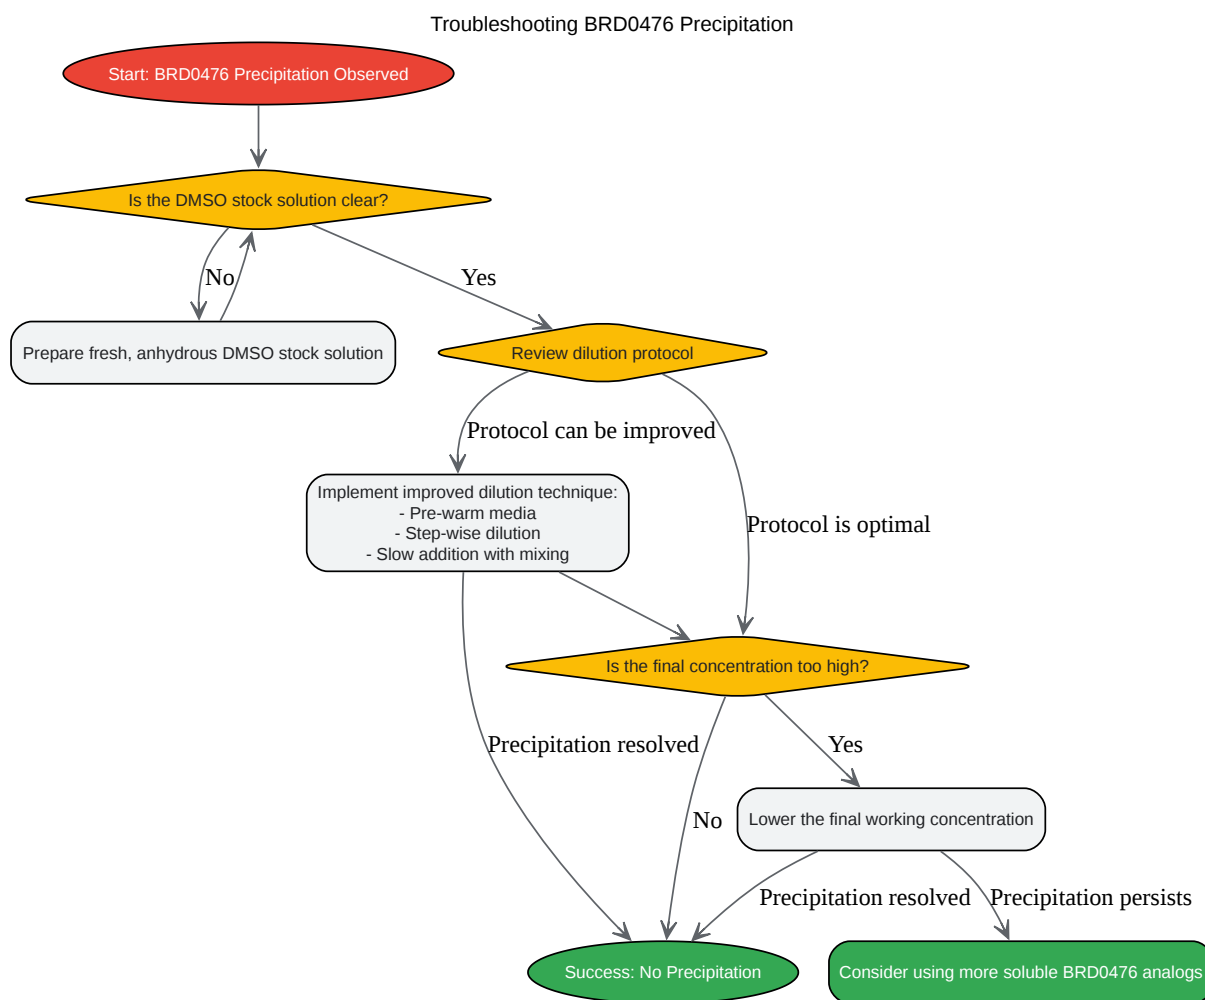 Troubleshooting BRD0476 Precipitation
Start: BRD0476 Precipitation Observed
Is the DMSO stock solution clear?
No
Yes
Prepare fresh, anhydrous DMSO stock solution
Review dilution protocol
Protocol can be improved
Implement improved dilution technique:
- Pre-warm media
- Step-wise dilution
- Slow addition with mixing
Protocol is optimal
Is the final concentration too high?
Precipitation resolved
Yes
No
Lower the final working concentration
Precipitation resolved
Precipitation persists
Success: No Precipitation
Consider using more soluble BRD0476 analogs